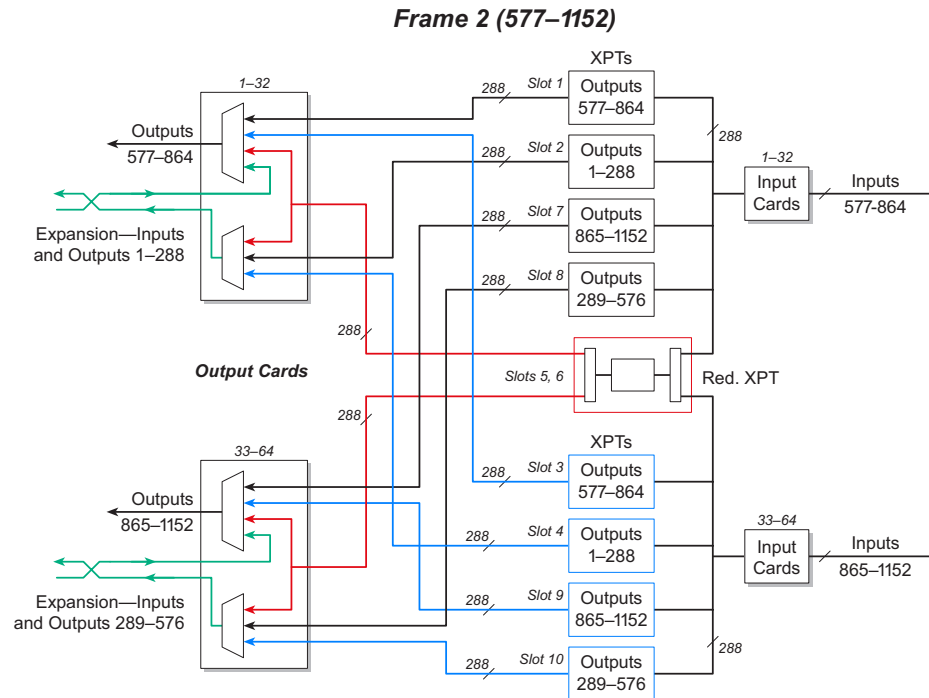 Frame 2 (577–1152)
1–32
XPTs
288
Slot 1
Outputs
577–864
288
Outputs
577–864
288
Slot 2
Outputs
1–288
1–32
Input
Cards
Inputs
577-864
Expansion—Inputs
and Outputs 1–288
288
Slot 7
Outputs
865–1152
288
Slot 8
Outputs
289–576
288
Output Cards
Slots 5, 6
Red. XPT
288
33–64
XPTs
288
Slot 3
Outputs
577–864
Outputs
865–1152
288
Slot 4
Outputs
1–288
33–64
Input
Cards
Inputs
865–1152
Expansion—Inputs
and Outputs 289–576
288
Slot 9
Outputs
865–1152
288
288
Slot 10
Outputs
289–576